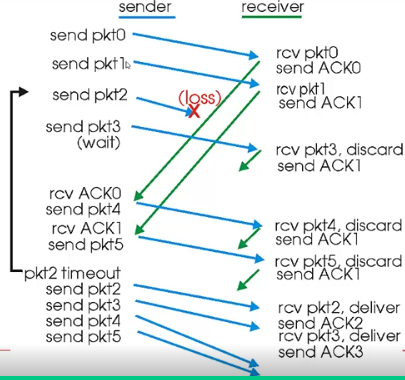 sender
receiver
send pkt0
send pkt1
send pkt2
send pkt3
(wait)
(loss)
X
rcv pkt0
send ACK0
rcv pkt1
send ACK1
rcv pkt3, discard
send ACK1
rcv ACK0
send pkt4
rcv ACK1
send pkt5
rcv pkt4, discard
send ACK1
rcv pkt5, discard
send ACK1
pkt2 timeout
send pkt2
send pkt3
send pkt4
send pkt5
rcv pkt2, deliver
send ACK2
rcv pkt3, deliver
send ACK3